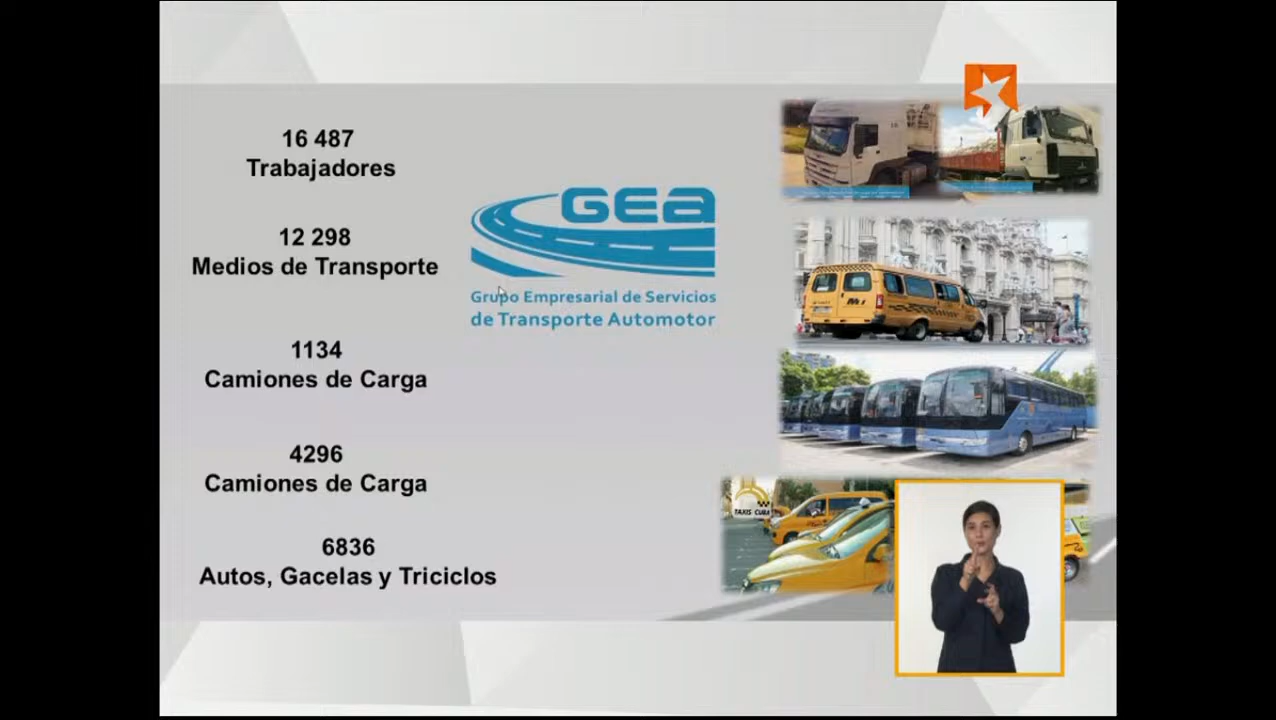 16 487
Trabajadores
12 298
Medios de Transporte
1134
Camiones de Carga
4296
Camiones de Carga
6836
Autos, Gacelas y Triciclos
GEA
Grupo Empresarial de Servicios
de Transporte Automotor
TAXIS CUBA